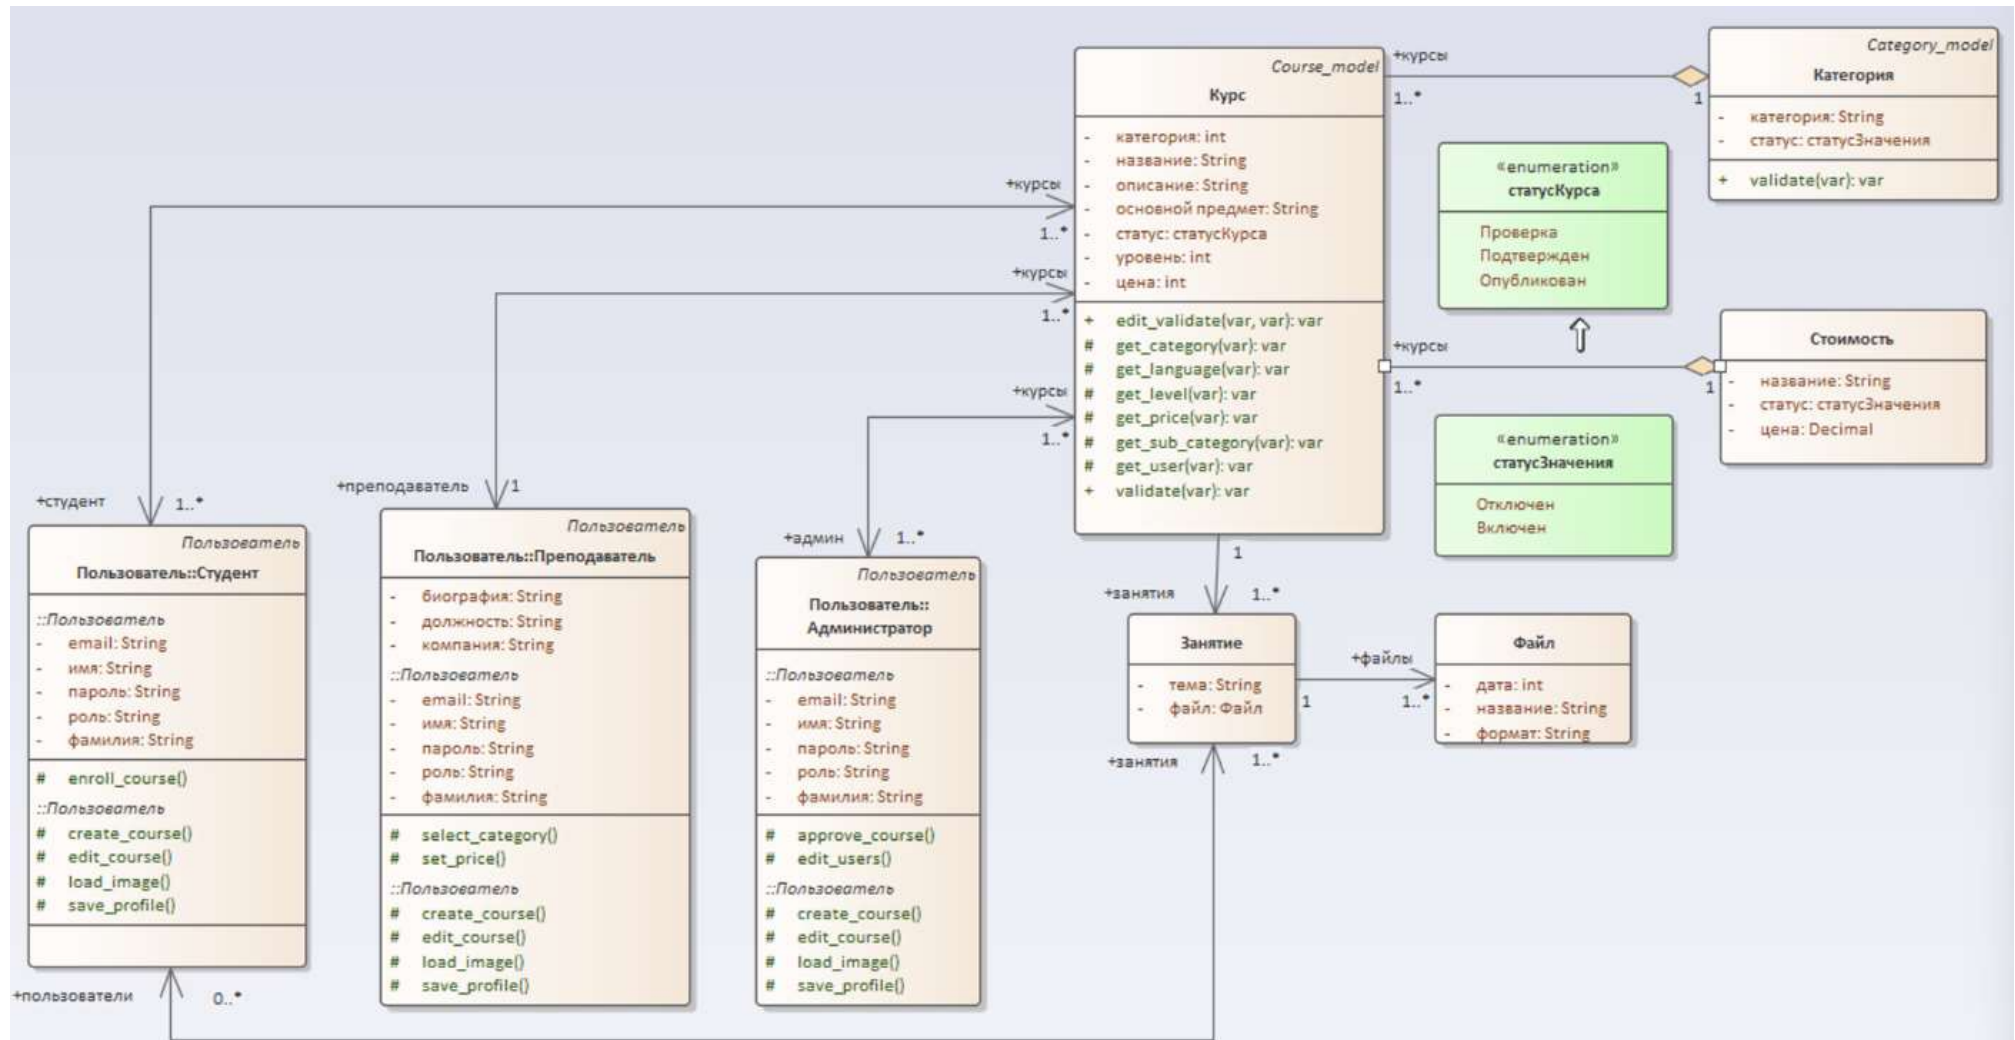 +курсы
1..*
1
Course_model
Курс
- категория: int
- название: String
- описание: String
- основной предмет: String
- статус: статусКурса
- уровень: int
- цена: int
+ edit_validate(var, var): var
# get_category(var): var
# get_language(var): var
# get_level(var): var
# get_price(var): var
# get_sub_category(var): var
# get_user(var): var
+ validate(var): var
Category_model
Категория
- категория: String
- статус: статусЗначения
+ validate(var): var
«enumeration»
статусКурса
Проверка
Подтвержден
Опубликован
+курсы
1..*
1
Стоимость
- название: String
- статус: статусЗначения
- цена: Decimal
«enumeration»
статусЗначения
Отключен
Включен
+курсы
1..*
+курсы
1..*
+курсы
1..*
+студент
1..*
Пользователь
Пользователь::Студент
::Пользователь
- email: String
- имя: String
- пароль: String
- роль: String
- фамилия: String
# enroll_course()
::Пользователь
# create_course()
# edit_course()
# load_image()
# save_profile()
+пользователи
0..*
+преподаватель
1
Пользователь
Пользователь::Преподаватель
- биография: String
- должность: String
- компания: String
::Пользователь
- email: String
- имя: String
- пароль: String
- роль: String
- фамилия: String
# select_category()
# set_price()
::Пользователь
# create_course()
# edit_course()
# load_image()
# save_profile()
+админ
1..*
Пользователь
Пользователь::
Администратор
::Пользователь
- email: String
- имя: String
- пароль: String
- роль: String
- фамилия: String
# approve_course()
# edit_users()
::Пользователь
# create_course()
# edit_course()
# load_image()
# save_profile()
1
+занятия
1..*
Занятие
- тема: String
- файл: Файл
+занятия
1..*
+файлы
1
1..*
Файл
- дата: int
- название: String
- формат: String